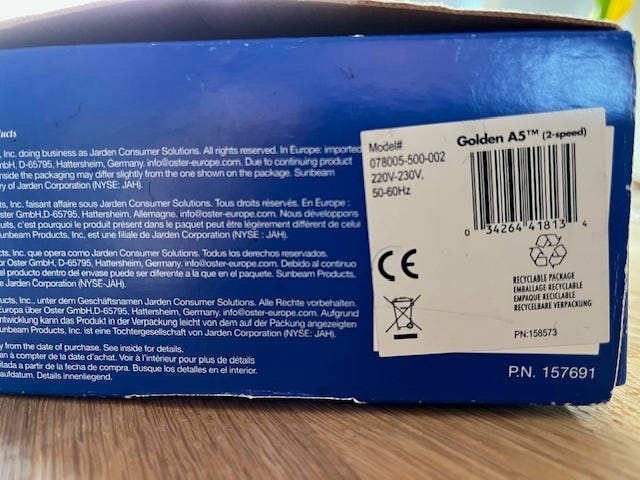 ducts
, Inc. doing business as Jarden Consumer Solutions. All rights reserved. In Europe: imported
mbH, D-65795, Hattersheim, Germany. info@oster-europe.com. Due to continuing product
nside the packaging may differ slightly from the one shown on the package. Sunbeam
ry of Jarden Corporation (NYSE: JAH).
ts, Inc. faisant affaire sous Jarden Consumer Solutions. Tous droits réservés. En Europe :
ster GmbH,D-65795, Hattersheim, Allemagne. info@oster-europe.com. Nous développons
uits, c'est pourquoi le produit présent dans le paquet peut être légèrement différent de celui
unbeam Products, Inc, est une filiale de Jarden Corporation (NYSE : JAH).
cts, Inc. que opera como Jarden Consumer Solutions. Todos los derechos reservados.
or Oster GmbH,D-65795, Hattersheim, Germany. info@oster-europe.com. Debido al continuo
el producto dentro del envase puede ser diferente a la que en el paquete. Sunbeam Products,
e Jarden Corporation (NYSE-JAH).
ducts, Inc., unter dem Geschäftsnamen Jarden Consumer Solutions. Alle Rechte vorbehalten.
Europa über Oster GmbH,D-65795, Hattersheim, Germany. info@oster-europe.com. Aufgrund
entwicklung kann das Produkt in der Verpackung leicht von dem auf der Packung angezeigten
unbeam Products, Inc. ist eine Tochtergesellschaft von Jarden Corporation (NYSE: JAH).
y from the date of purchase. See inside for details.
an à compter de la date d'achat. Voir à l'intérieur pour plus de détails
itada a partir de la fecha de compra. Busque los detalles en el interior.
aufdatum. Details innenliegend.
Model# Golden A5™ (2-speed)
078005-500-002
220V-230V,
50-60Hz
0 34264 41813 4
CE
RECYCLABLE PACKAGE
EMBALLAGE RECYCLABLE
EMPAQUE RECICLABLE
RECYCELBARE VERPACKUNG
PN:158573
P.N. 157691